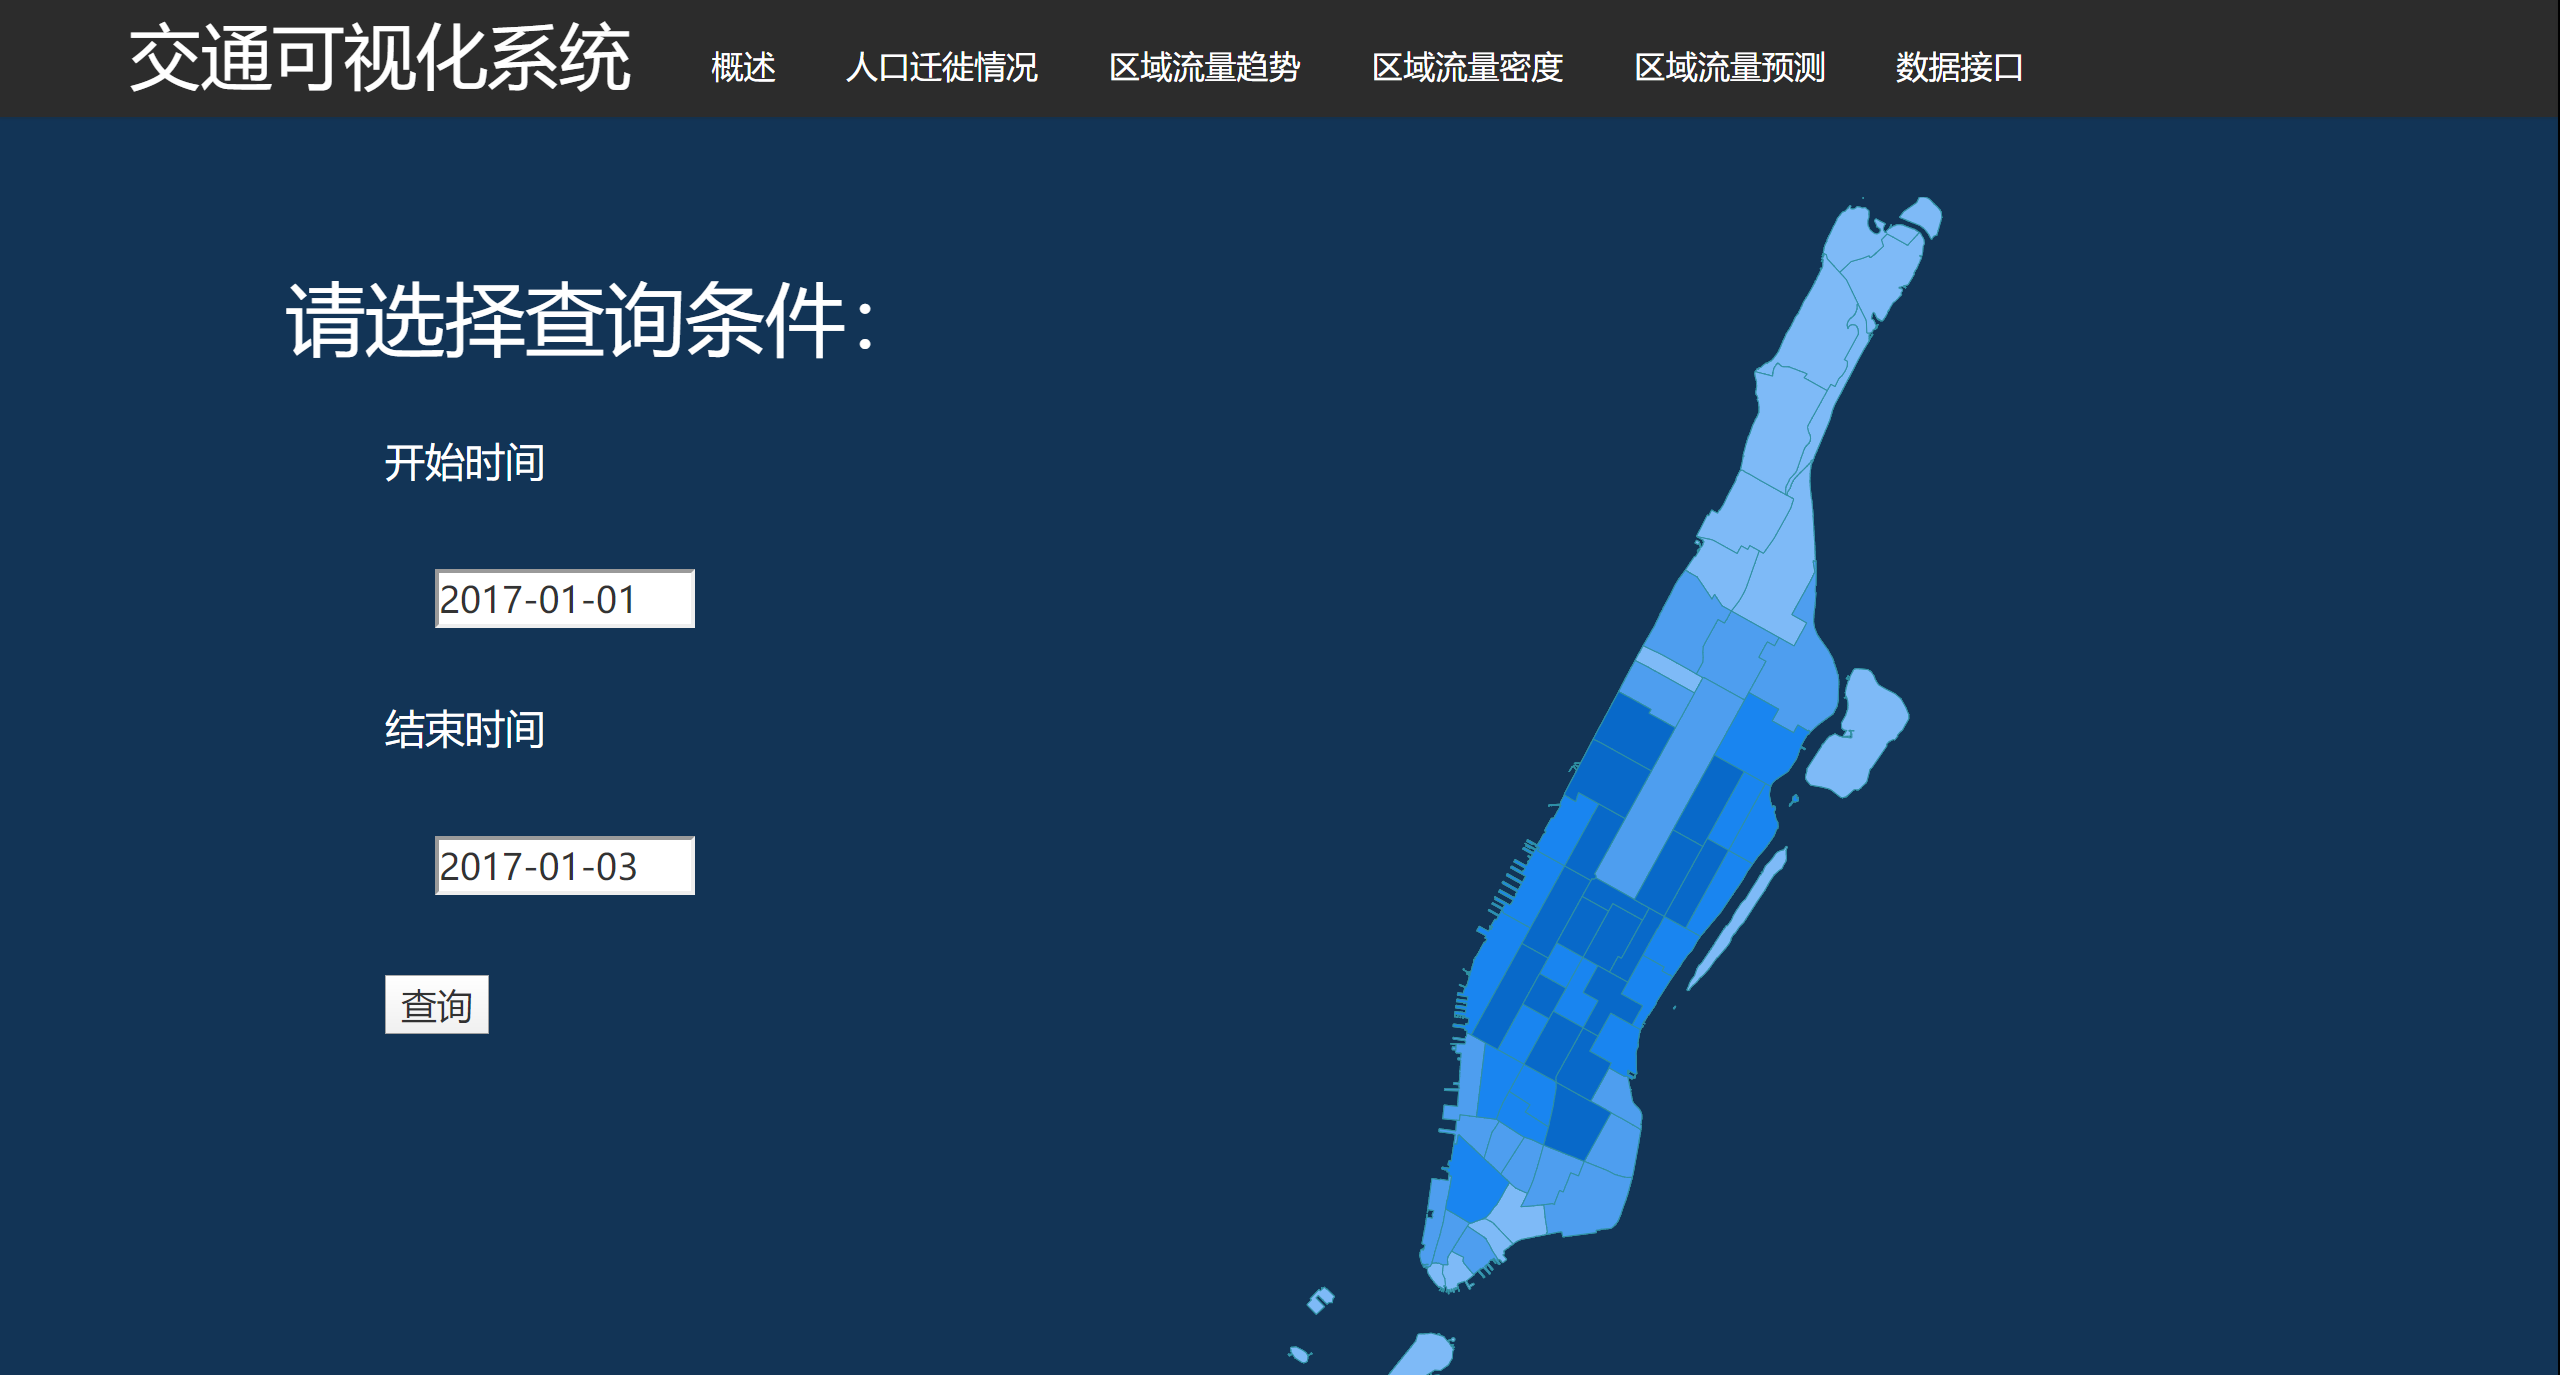 交通可视化系统 概述 人口迁徙情况 区域流量趋势 区域流量密度 区域流量预测 数据接口
请选择查询条件：
开始时间
2017-01-01
结束时间
2017-01-03
查询